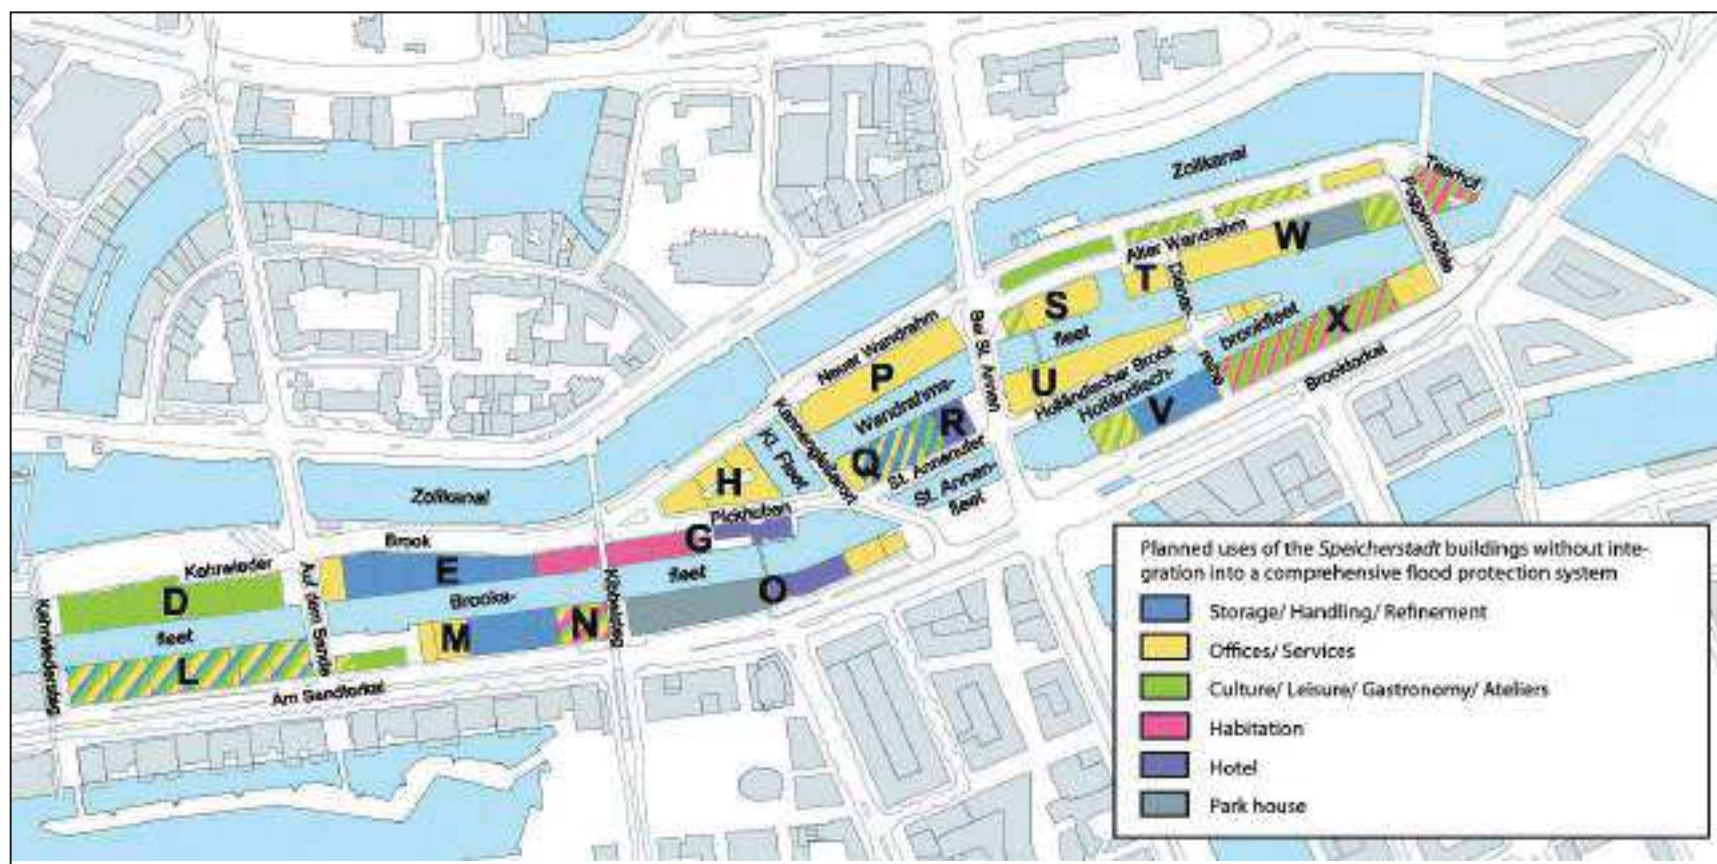 Zollkanal
Tienhof
Poggenmühle
Alter Wandrahm
W
T
Dienerreihe
S
fleet
bronkfleet
X
Neuer Wandrahm
Bei St. Annen
P
U
Holländischer Brook
Brooktorkai
Holländisch-
V
Wandrahms-
Kannengießerort
R
Q
St. Annenufer
St. Annen-
fleet
Kl. Fleet
H
Zollkanal
Pickhuben
G
Brook
Kehrwieder
E
fleet
O
D
Auf dem Sande
Brooks-
N
M
fleet
L
Am Sandtorkai
Planned uses of the Speicherstadt buildings without inte-
gration into a comprehensive flood protection system
Storage/ Handling/ Refinement
Offices/ Services
Culture/ Leisure/ Gastronomy/ Ateliers
Habitation
Hotel
Park house